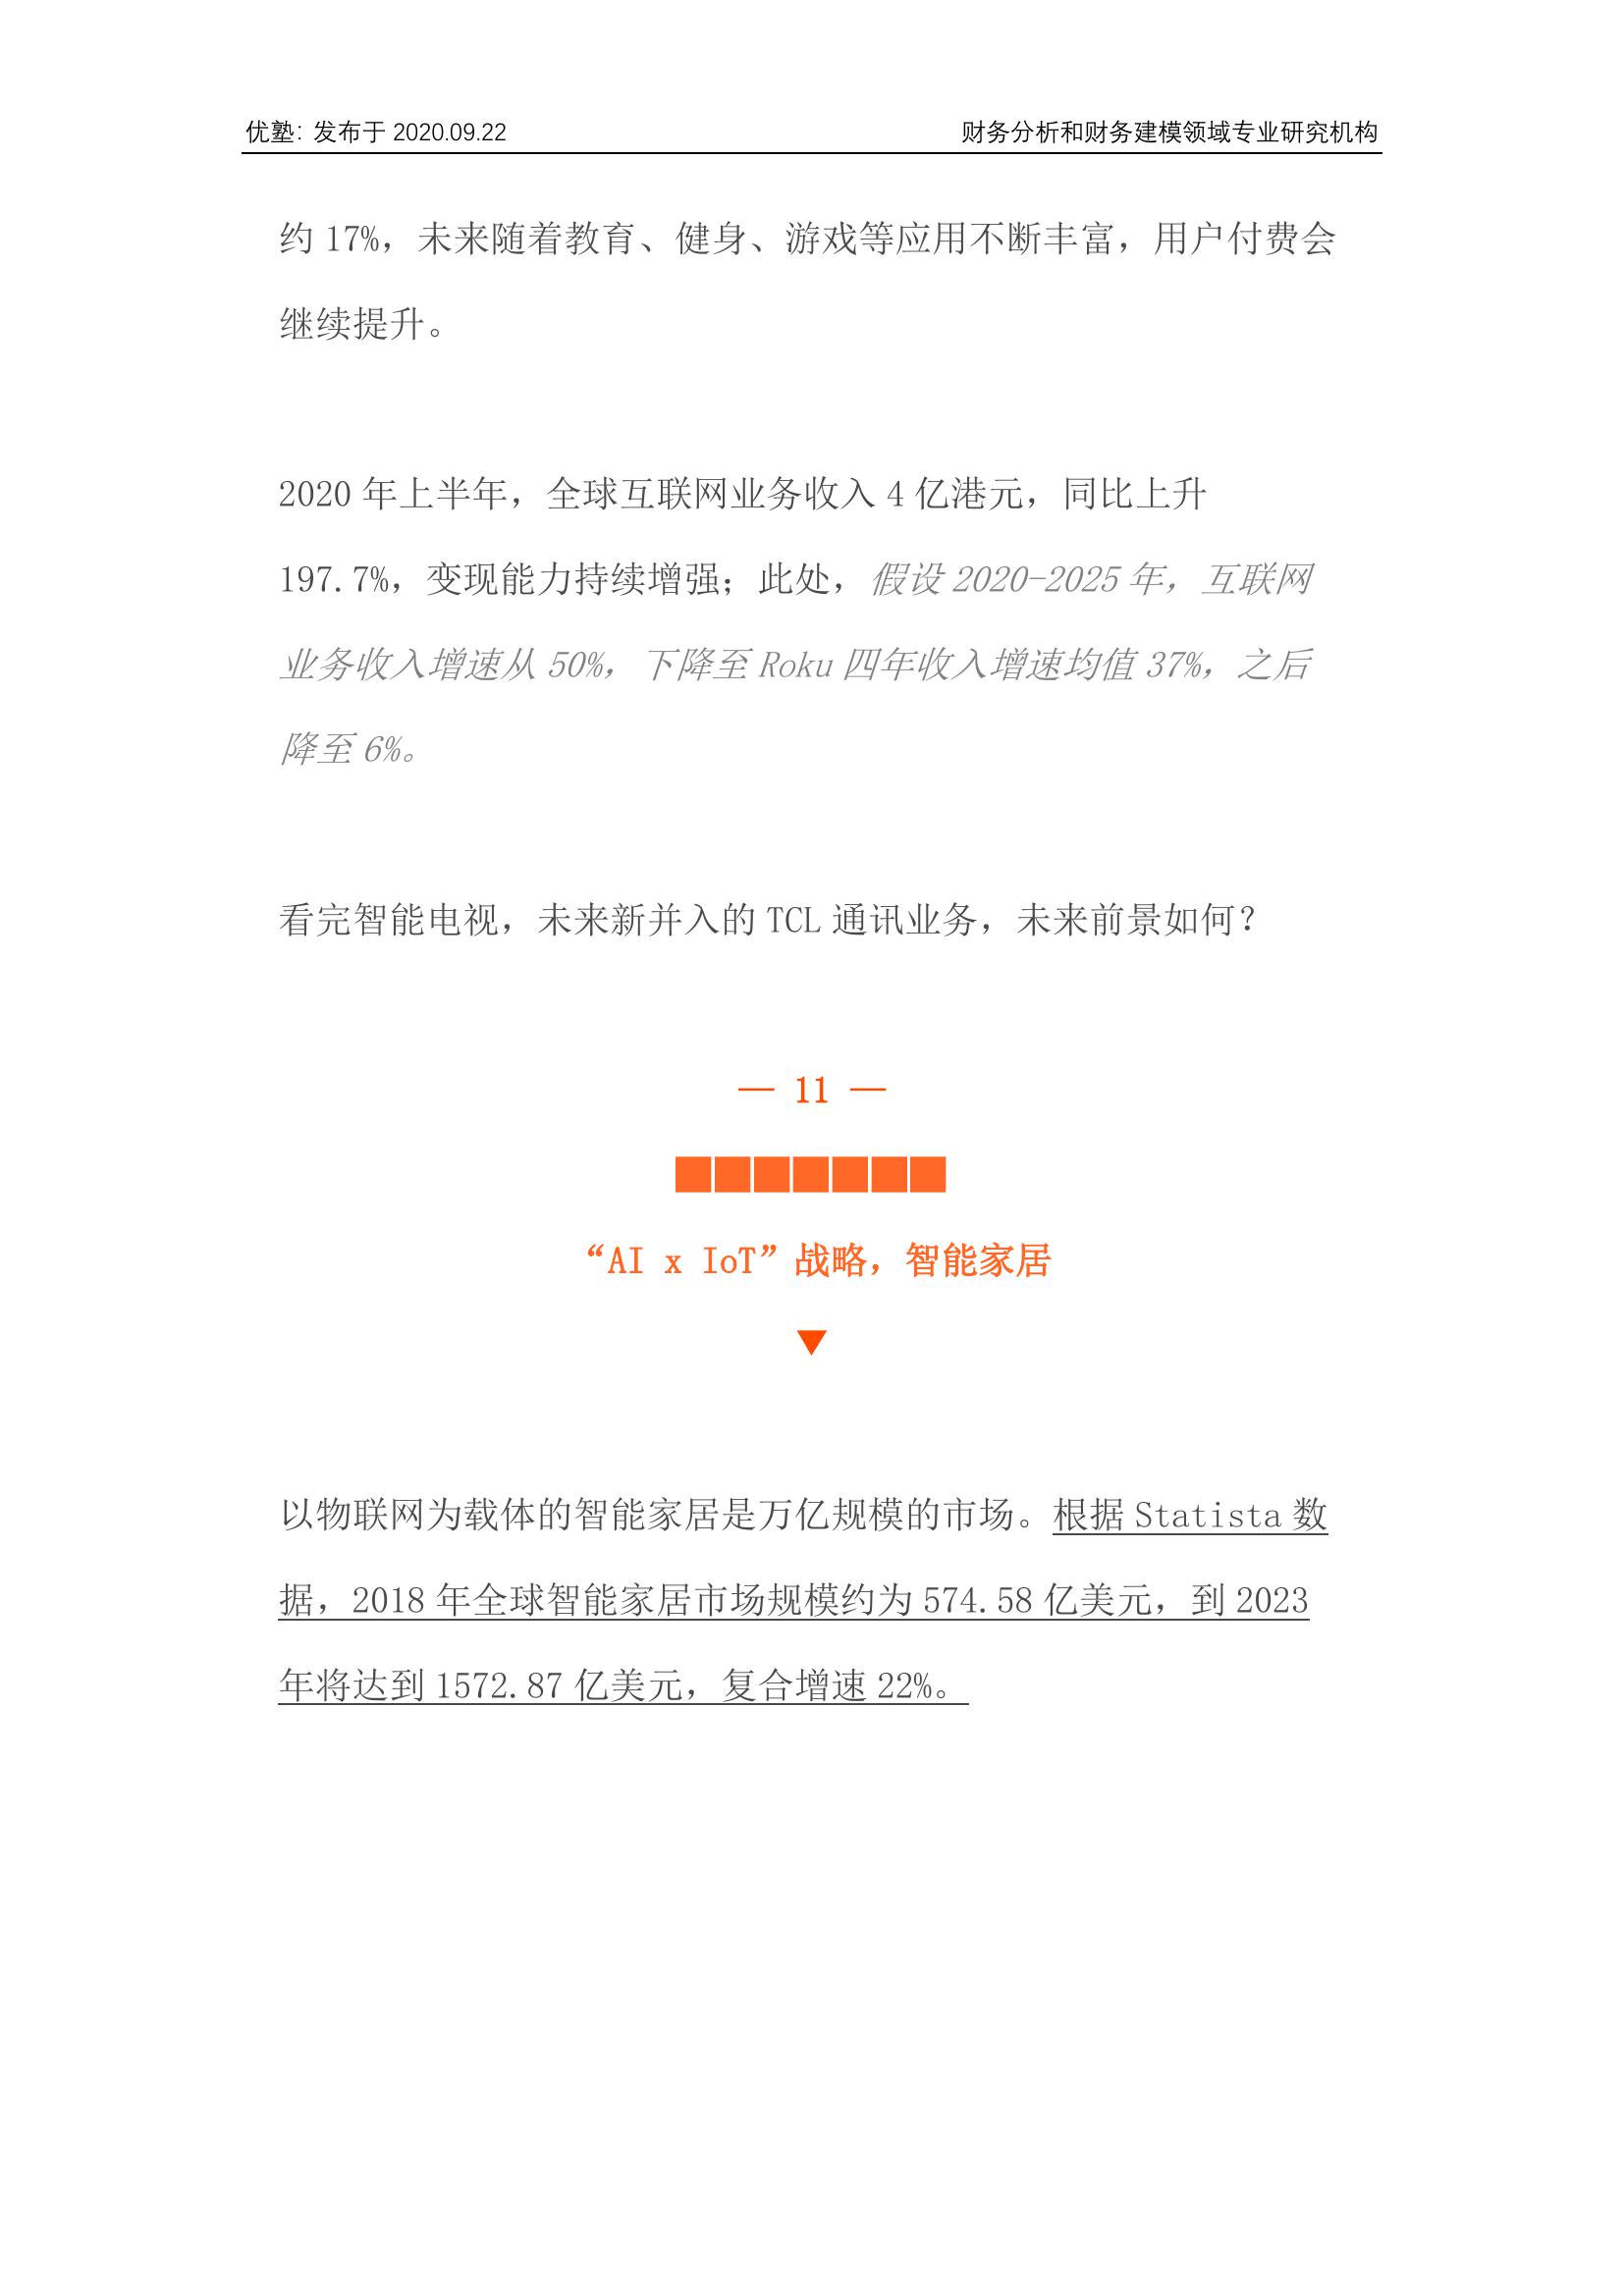 优塾：发布于 2020.09.22 财务分析和财务建模领域专业研究机构
约 17%，未来随着教育、健身、游戏等应用不断丰富，用户付费会
继续提升。
2020 年上半年，全球互联网业务收入 4 亿港元，同比上升
197.7%，变现能力持续增强；此处，假设 2020-2025 年，互联网
业务收入增速从 50%，下降至 Roku 四年收入增速均值 37%，之后
降至 6%。
看完智能电视，未来新并入的 TCL 通讯业务，未来前景如何？
— 11 —
■■■■■■■
“AI x IoT”战略，智能家居
▼
以物联网为载体的智能家居是万亿规模的市场。根据 Statista 数
据，2018 年全球智能家居市场规模约为 574.58 亿美元，到 2023
年将达到 1572.87 亿美元，复合增速 22%。